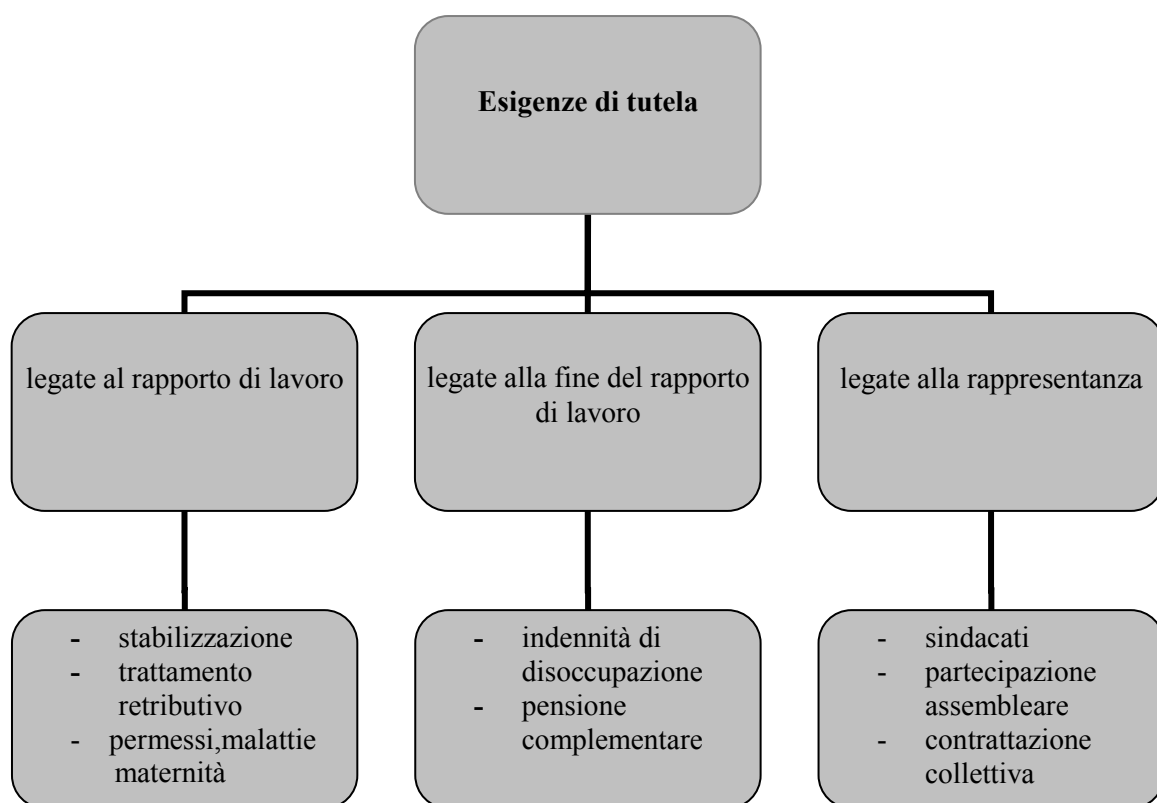 Esigenze di tutela
legate al rapporto di lavoro
legate alla fine del rapporto
di lavoro
legate alla rappresentanza
- stabilizzazione
- trattamento
retributivo
- permessi,malattie
maternità
- indennità di
disoccupazione
- pensione
complementare
- sindacati
- partecipazione
assembleare
- contrattazione
collettiva